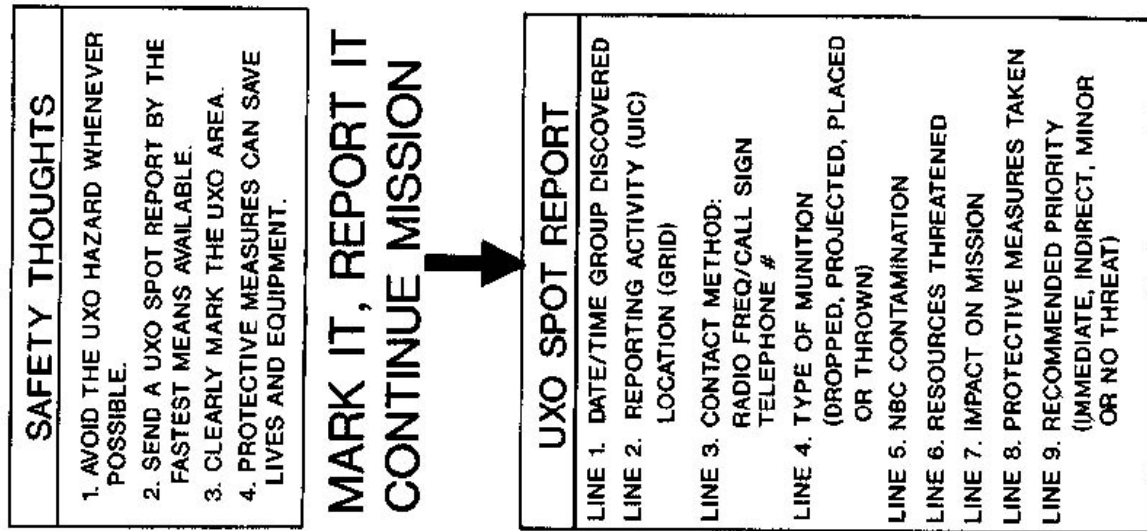 SAFETY THOUGHTS
1. AVOID THE UXO HAZARD WHENEVER
POSSIBLE.
2. SEND A UXO SPOT REPORT BY THE
FASTEST MEANS AVAILABLE.
3. CLEARLY MARK THE UXO AREA.
4. PROTECTIVE MEASURES CAN SAVE
LIVES AND EQUIPMENT.
MARK IT, REPORT IT
CONTINUE MISSION
UXO SPOT REPORT
LINE 1. DATE/TIME GROUP DISCOVERED
LINE 2. REPORTING ACTIVITY (UIC)
LOCATION (GRID)
LINE 3. CONTACT METHOD:
RADIO FREQ/CALL SIGN
TELEPHONE #
LINE 4. TYPE OF MUNITION
(DROPPED, PROJECTED, PLACED
OR THROWN)
LINE 5. NBC CONTAMINATION
LINE 6. RESOURCES THREATENED
LINE 7. IMPACT ON MISSION
LINE 8. PROTECTIVE MEASURES TAKEN
LINE 9. RECOMMENDED PRIORITY
(IMMEDIATE, INDIRECT, MINOR
OR NO THREAT)